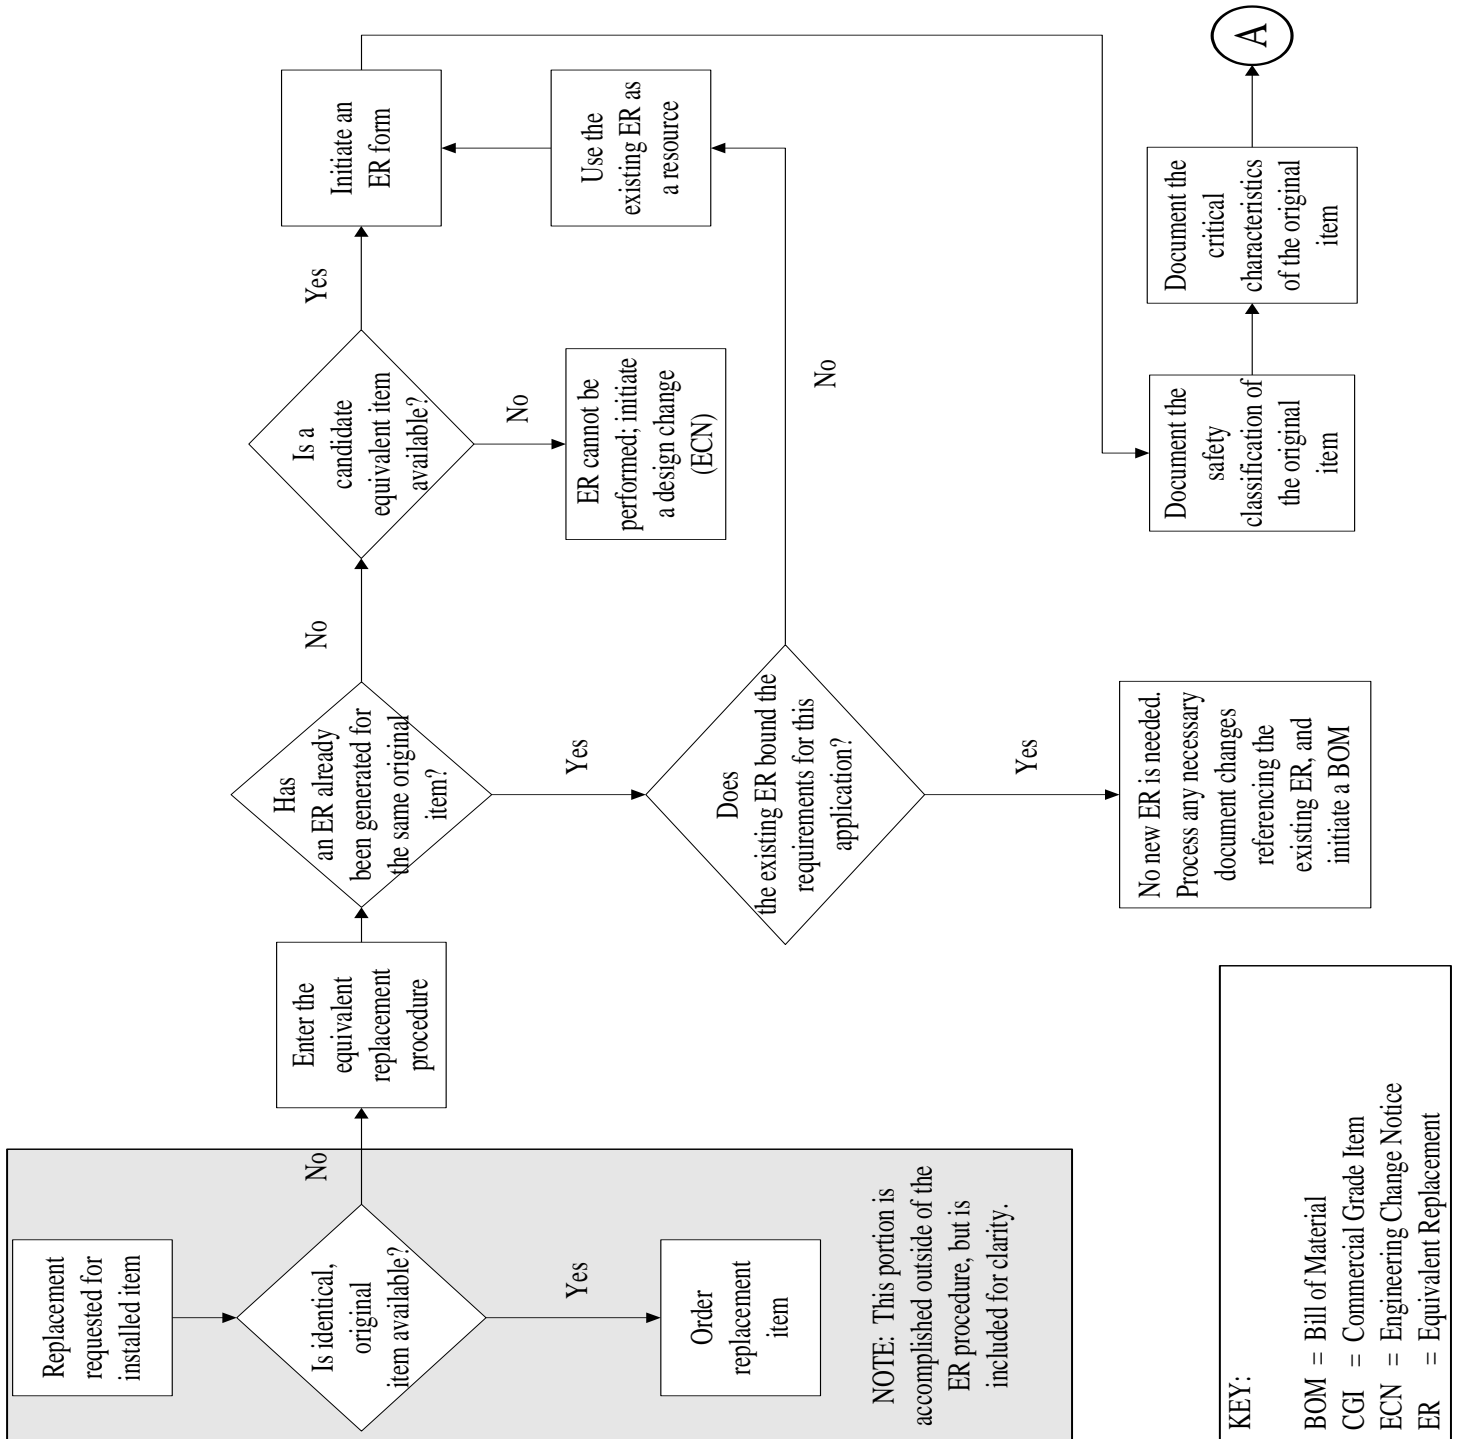 Replacement
requested for
installed item
Is identical,
original
item available?
No
Yes
Order
replacement
item
NOTE: This portion is
accomplished outside of the
ER procedure, but is
included for clarity.
Enter the
equivalent
replacement
procedure
Has
an ER already
been generated for
the same original
item?
No
Yes
Does
the existing ER bound the
requirements for this
application?
Yes
No
No new ER is needed.
Process any necessary
document changes
referencing the
existing ER, and
initiate a BOM
Is a
candidate
equivalent item
available?
Yes
No
ER cannot be
performed; initiate
a design change
(ECN)
Initiate an
ER form
Use the
existing ER as
a resource
Document the
safety
classification of
the original
item
Document the
critical
characteristics
of the original
item
A
KEY:
BOM = Bill of Material
CGI = Commercial Grade Item
ECN = Engineering Change Notice
ER = Equivalent Replacement